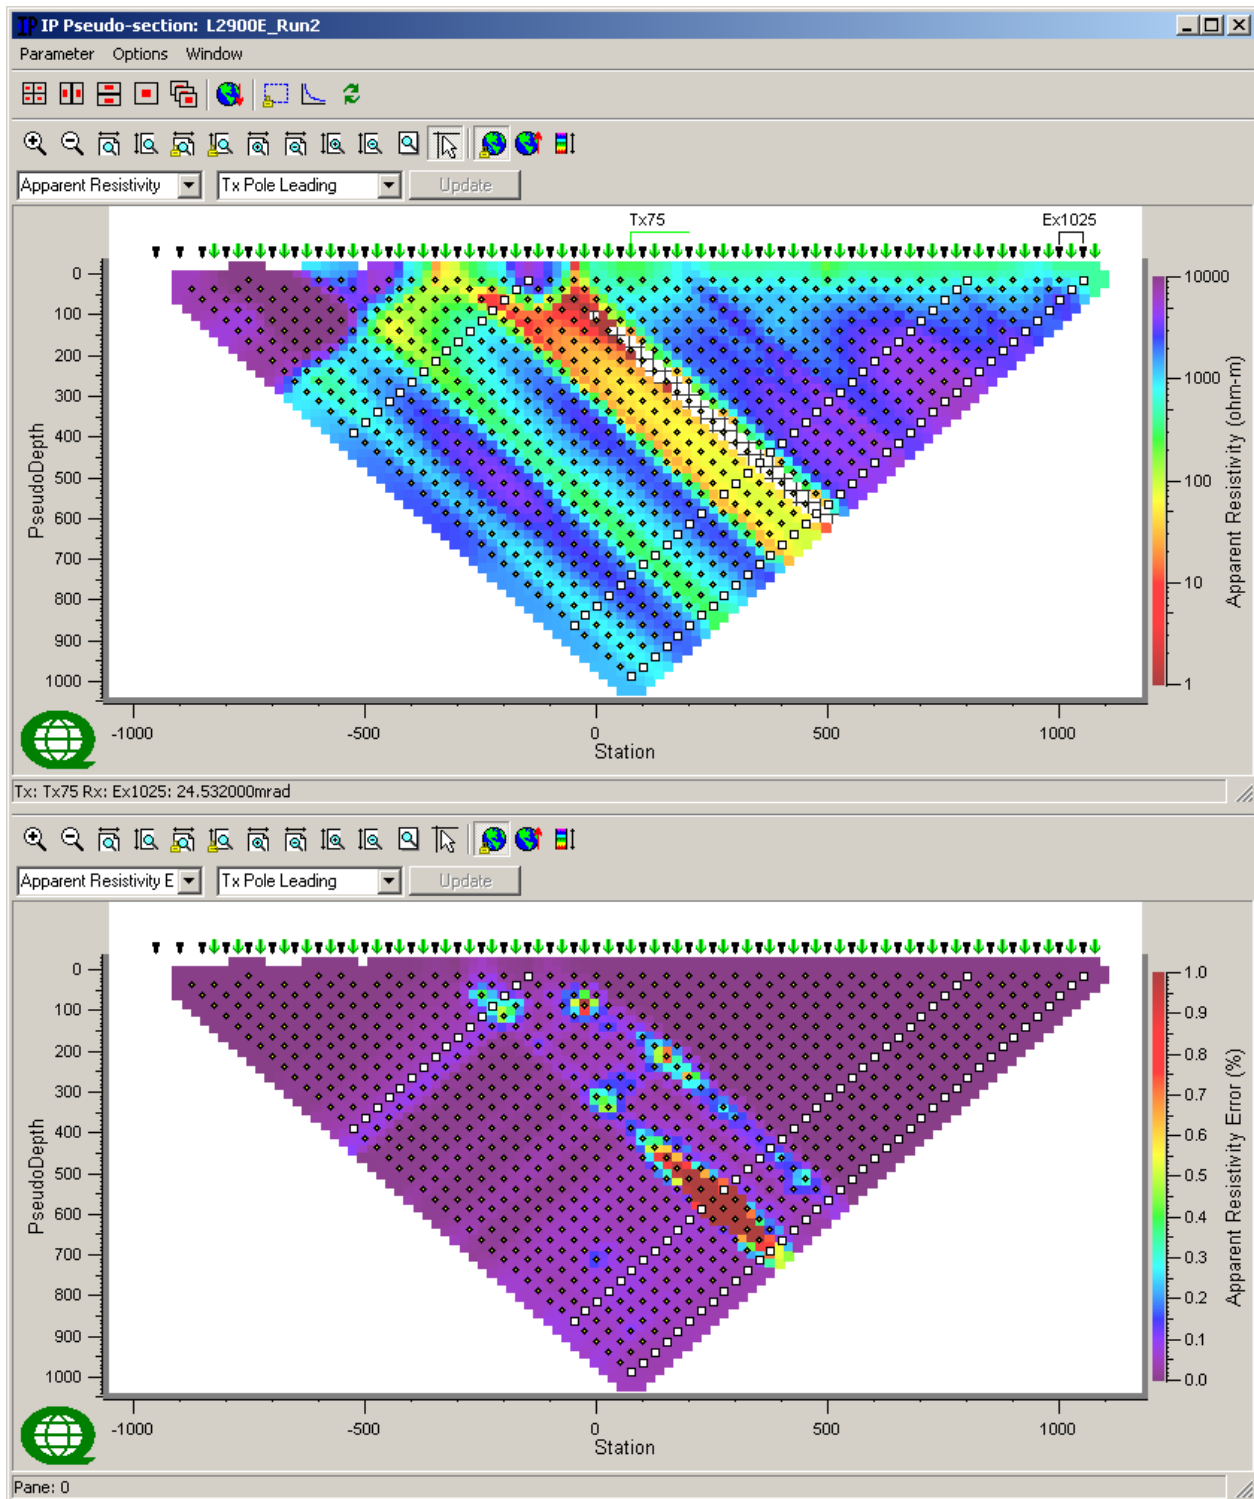 IP IP Pseudo-section: L2900E_Run2
Parameter Options Window
Apparent Resistivity Tx Pole Leading Update
Tx75 Ex1025
0
100
200
300
400
500
600
700
800
900
1000
PseudoDepth
-1000 -500 0 500 1000
Station
10000
1000
100
10
1
Apparent Resistivity (ohm-m)
Tx: Tx75 Rx: Ex1025: 24.532000mrad
Apparent Resistivity E Tx Pole Leading Update
0
100
200
300
400
500
600
700
800
900
1000
PseudoDepth
-1000 -500 0 500 1000
Station
1.0
0.9
0.8
0.7
0.6
0.5
0.4
0.3
0.2
0.1
0.0
Apparent Resistivity Error (%)
Pane: 0